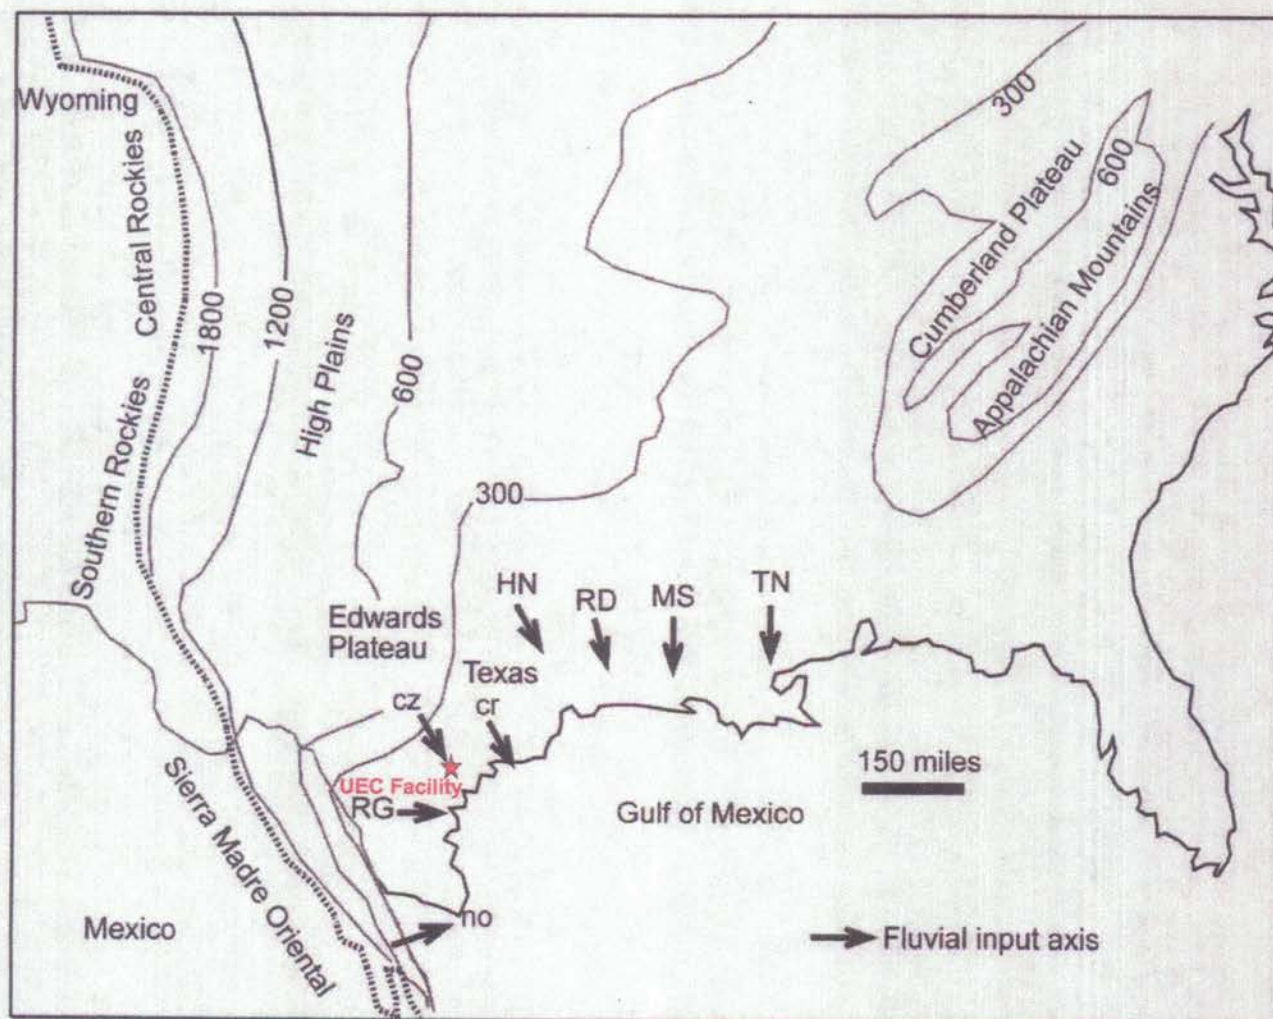 Wyoming
Central Rockies
Southern Rockies
1800
1200
High Plains
600
300
300
Cumberland Plateau
600
Appalachian Mountains
Edwards
Plateau
HN
RD
MS
TN
Texas
cz
cr
UEC Facility
RG
150 miles
Gulf of Mexico
Sierra Madre Oriental
Mexico
no
Fluvial input axis